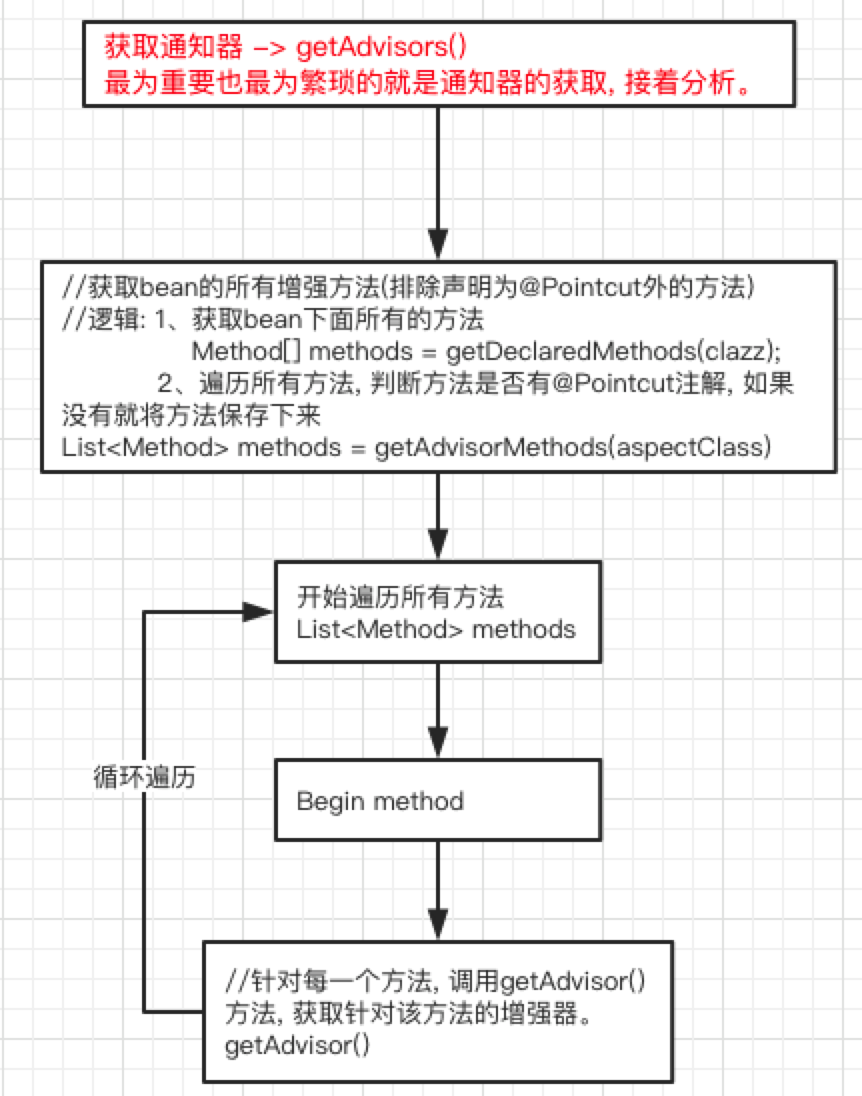 获取通知器 -> getAdvisors()
最为重要也最为繁琐的就是通知器的获取, 接着分析。
//获取bean的所有增强方法(排除声明为@Pointcut外的方法)
//逻辑: 1、获取bean下面所有的方法
Method[] methods = getDeclaredMethods(clazz);
2、遍历所有方法, 判断方法是否有@Pointcut注解, 如果
没有就将方法保存下来
List<Method> methods = getAdvisorMethods(aspectClass)
开始遍历所有方法
List<Method> methods
循环遍历
Begin method
//针对每一个方法, 调用getAdvisor()
方法, 获取针对该方法的增强器。
getAdvisor()